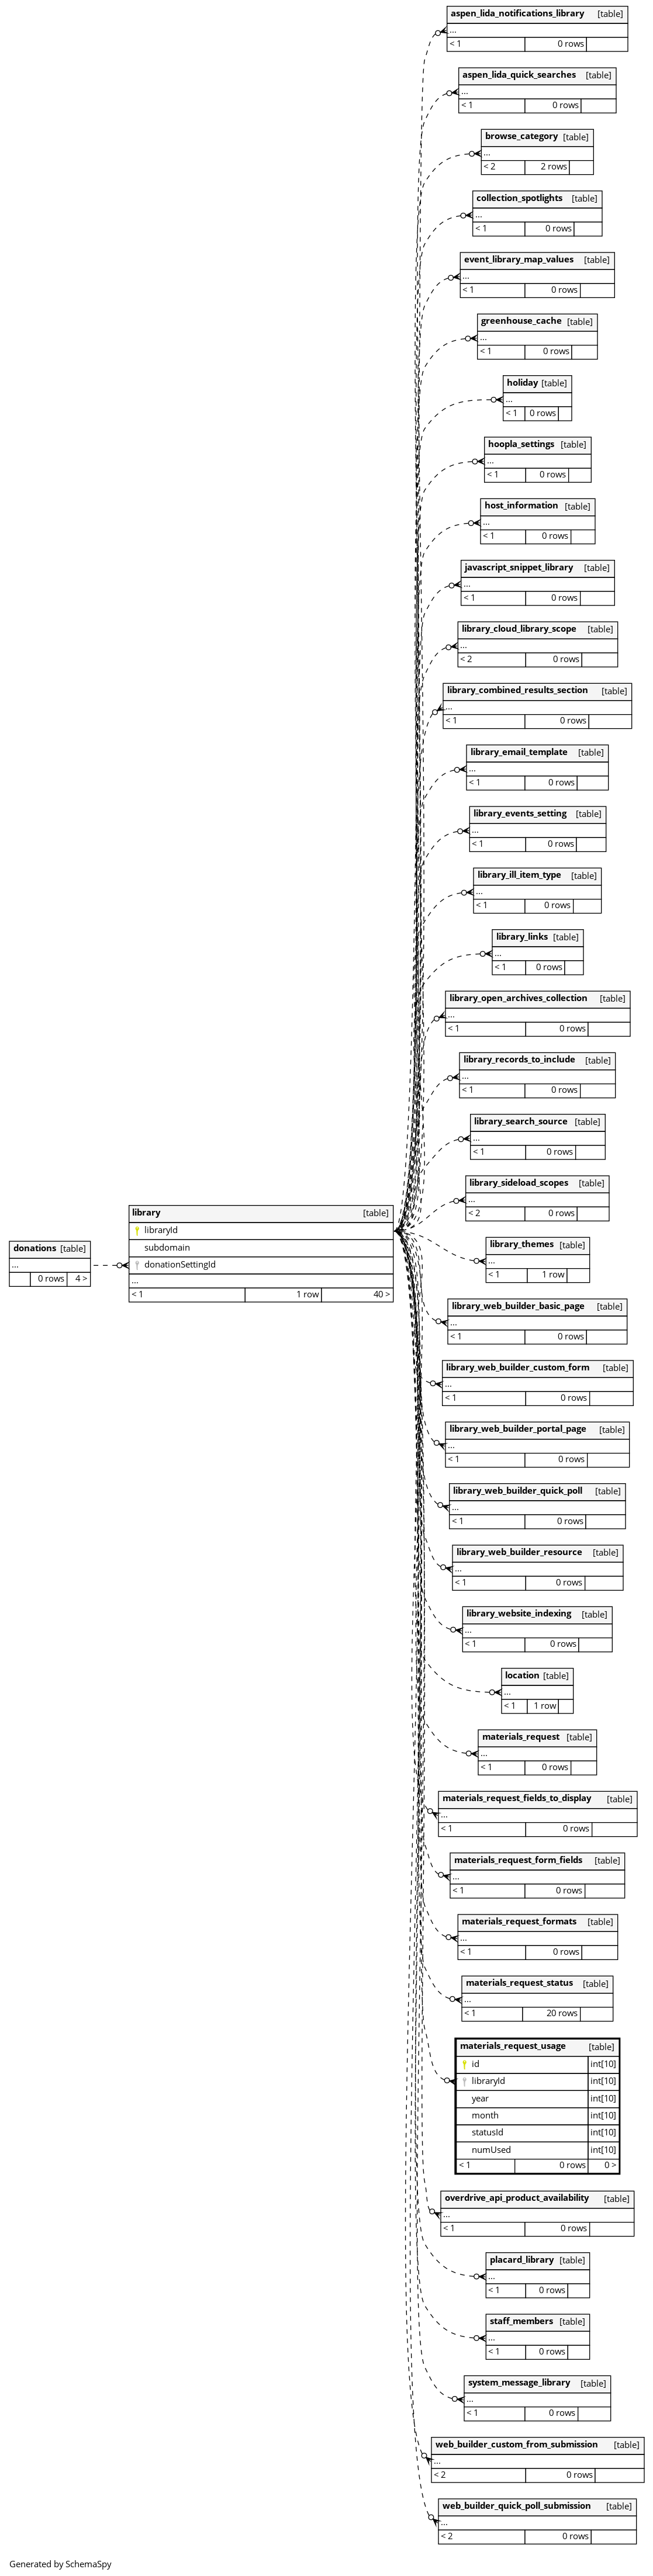 aspen_lida_notifications_library [table]
...
< 1 0 rows
aspen_lida_quick_searches [table]
...
< 1 0 rows
browse_category [table]
...
< 2 2 rows
collection_spotlights [table]
...
< 1 0 rows
event_library_map_values [table]
...
< 1 0 rows
greenhouse_cache [table]
...
< 1 0 rows
holiday [table]
...
< 1 0 rows
hoopla_settings [table]
...
< 1 0 rows
host_information [table]
...
< 1 0 rows
javascript_snippet_library [table]
...
< 1 0 rows
library_cloud_library_scope [table]
...
< 2 0 rows
library_combined_results_section [table]
...
< 1 0 rows
library_email_template [table]
...
< 1 0 rows
library_events_setting [table]
...
< 1 0 rows
library_ill_item_type [table]
...
< 1 0 rows
library_links [table]
...
< 1 0 rows
library_open_archives_collection [table]
...
< 1 0 rows
library_records_to_include [table]
...
< 1 0 rows
library_search_source [table]
...
< 1 0 rows
library_sideload_scopes [table]
...
< 2 0 rows
donations [table]
...
0 rows 4 >
library [table]
libraryId
subdomain
donationSettingId
...
< 1 1 row 40 >
library_themes [table]
...
< 1 1 row
library_web_builder_basic_page [table]
...
< 1 0 rows
library_web_builder_custom_form [table]
...
< 1 0 rows
library_web_builder_portal_page [table]
...
< 1 0 rows
library_web_builder_quick_poll [table]
...
< 1 0 rows
library_web_builder_resource [table]
...
< 1 0 rows
library_website_indexing [table]
...
< 1 0 rows
location [table]
...
< 1 1 row
materials_request [table]
...
< 1 0 rows
materials_request_fields_to_display [table]
...
< 1 0 rows
materials_request_form_fields [table]
...
< 1 0 rows
materials_request_formats [table]
...
< 1 0 rows
materials_request_status [table]
...
< 1 20 rows
materials_request_usage [table]
id int[10]
libraryId int[10]
year int[10]
month int[10]
statusId int[10]
numUsed int[10]
< 1 0 rows 0 >
overdrive_api_product_availability [table]
...
< 1 0 rows
placard_library [table]
...
< 1 0 rows
staff_members [table]
...
< 1 0 rows
system_message_library [table]
...
< 1 0 rows
web_builder_custom_from_submission [table]
...
< 2 0 rows
web_builder_quick_poll_submission [table]
...
< 2 0 rows
Generated by SchemaSpy